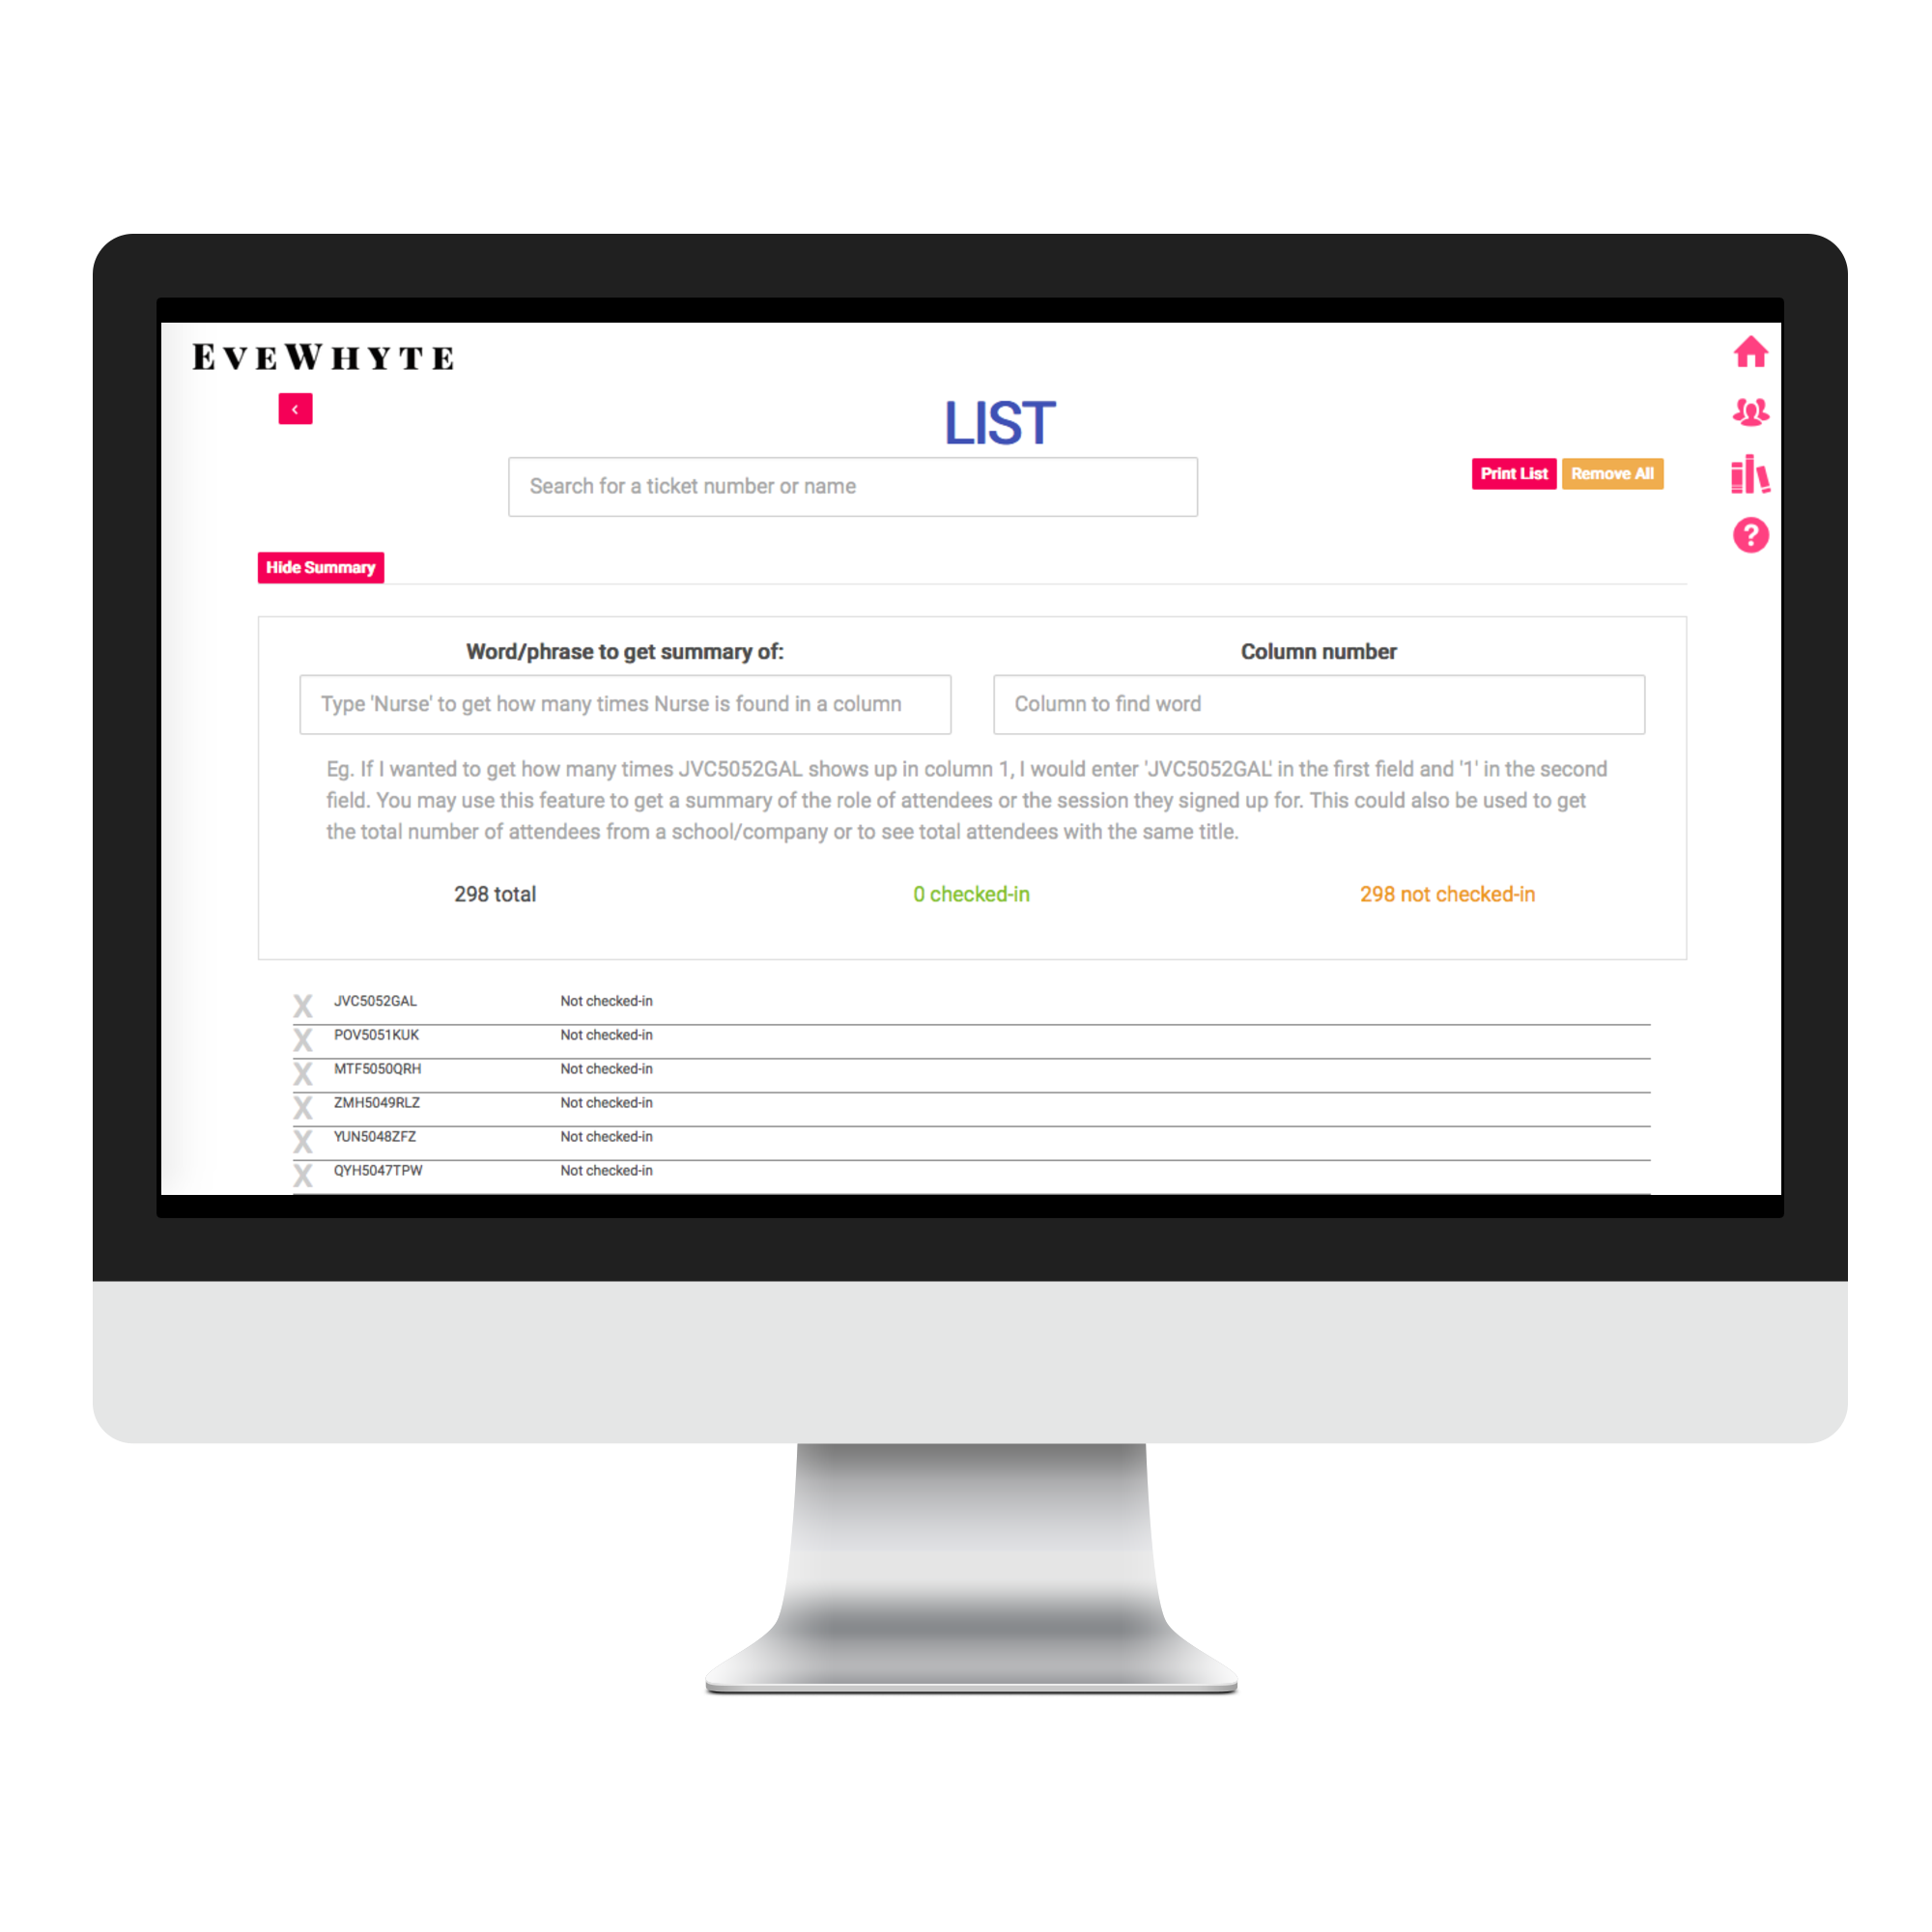 EVEWHYTE
LIST
Search for a ticket number or name
Print List Remove All
Hide Summary
Word/phrase to get summary of: Column number
Type 'Nurse' to get how many times Nurse is found in a column Column to find word
Eg. If I wanted to get how many times JVC5052GAL shows up in column 1, I would enter 'JVC5052GAL' in the first field and '1' in the second
field. You may use this feature to get a summary of the role of attendees or the session they signed up for. This could also be used to get
the total number of attendees from a school/company or to see total attendees with the same title.
298 total 0 checked-in 298 not checked-in
X JVC5052GAL Not checked-in
X POV5051KUK Not checked-in
X MTF5050QRH Not checked-in
X ZMH5049RLZ Not checked-in
X YUN5048ZFZ Not checked-in
X QYH5047TPW Not checked-in